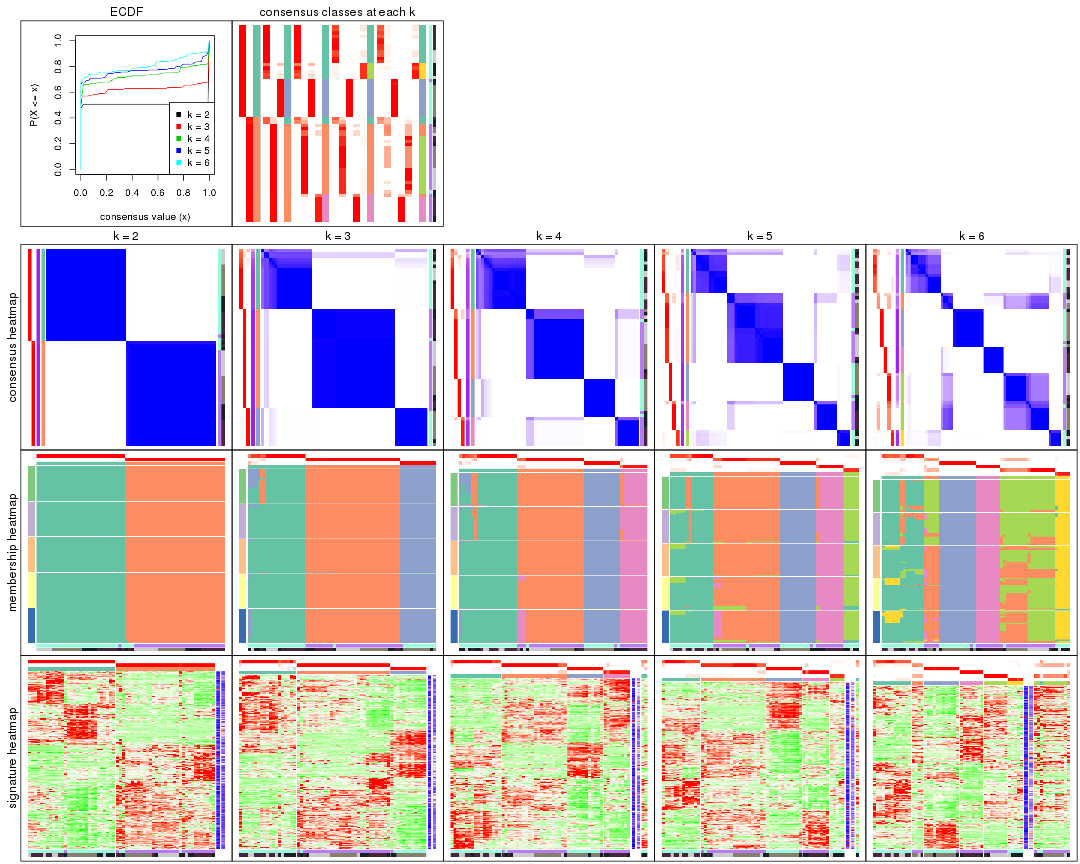 ECDF
consensus classes at each k
P(X <= x)
0.0 0.2 0.4 0.6 0.8 1.0
k = 2
k = 3
k = 4
k = 5
k = 6
0.0 0.2 0.4 0.6 0.8 1.0
consensus value (x)
k = 2 k = 3 k = 4 k = 5 k = 6
consensus heatmap
membership heatmap
signature heatmap